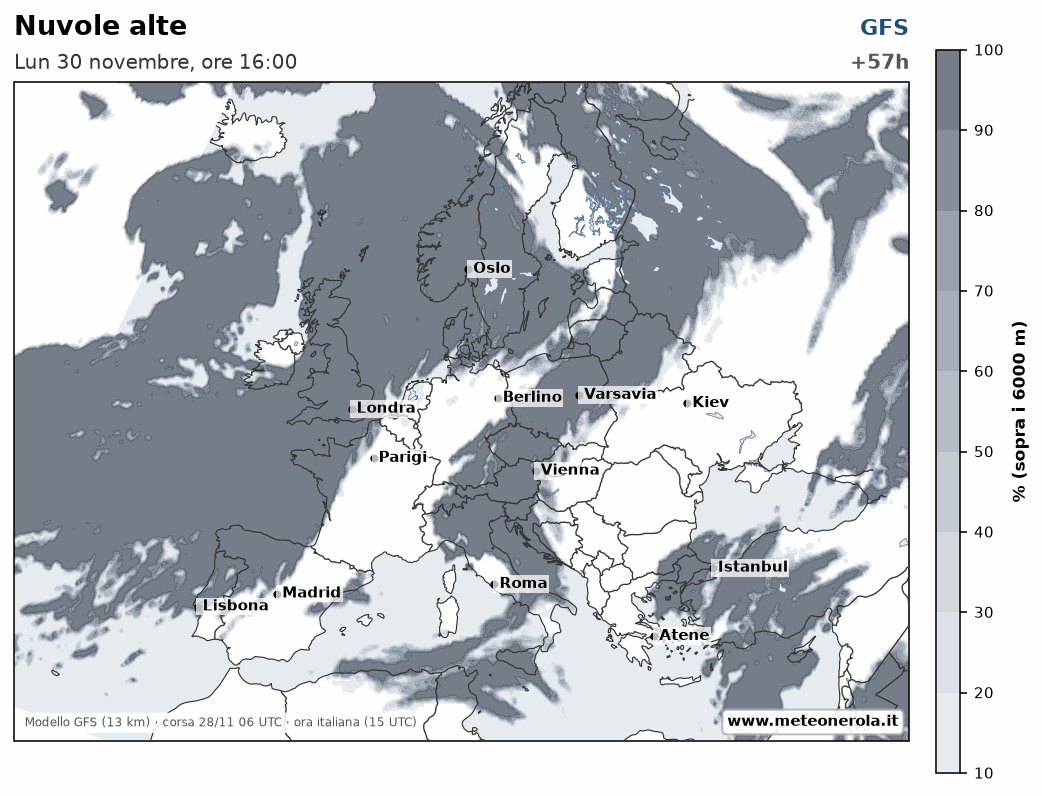 Nuvole alte
GFS
Lun 30 novembre, ore 16:00
+57h
100
90
80
70
60
50
40
30
20
10
% (sopra i 6000 m)
Oslo
Berlino
Varsavia
Kiev
Londra
Parigi
Vienna
Istanbul
Roma
Madrid
Lisbona
Atene
Modello GFS (13 km) · corsa 28/11 06 UTC · ora italiana (15 UTC)
www.meteonerola.it